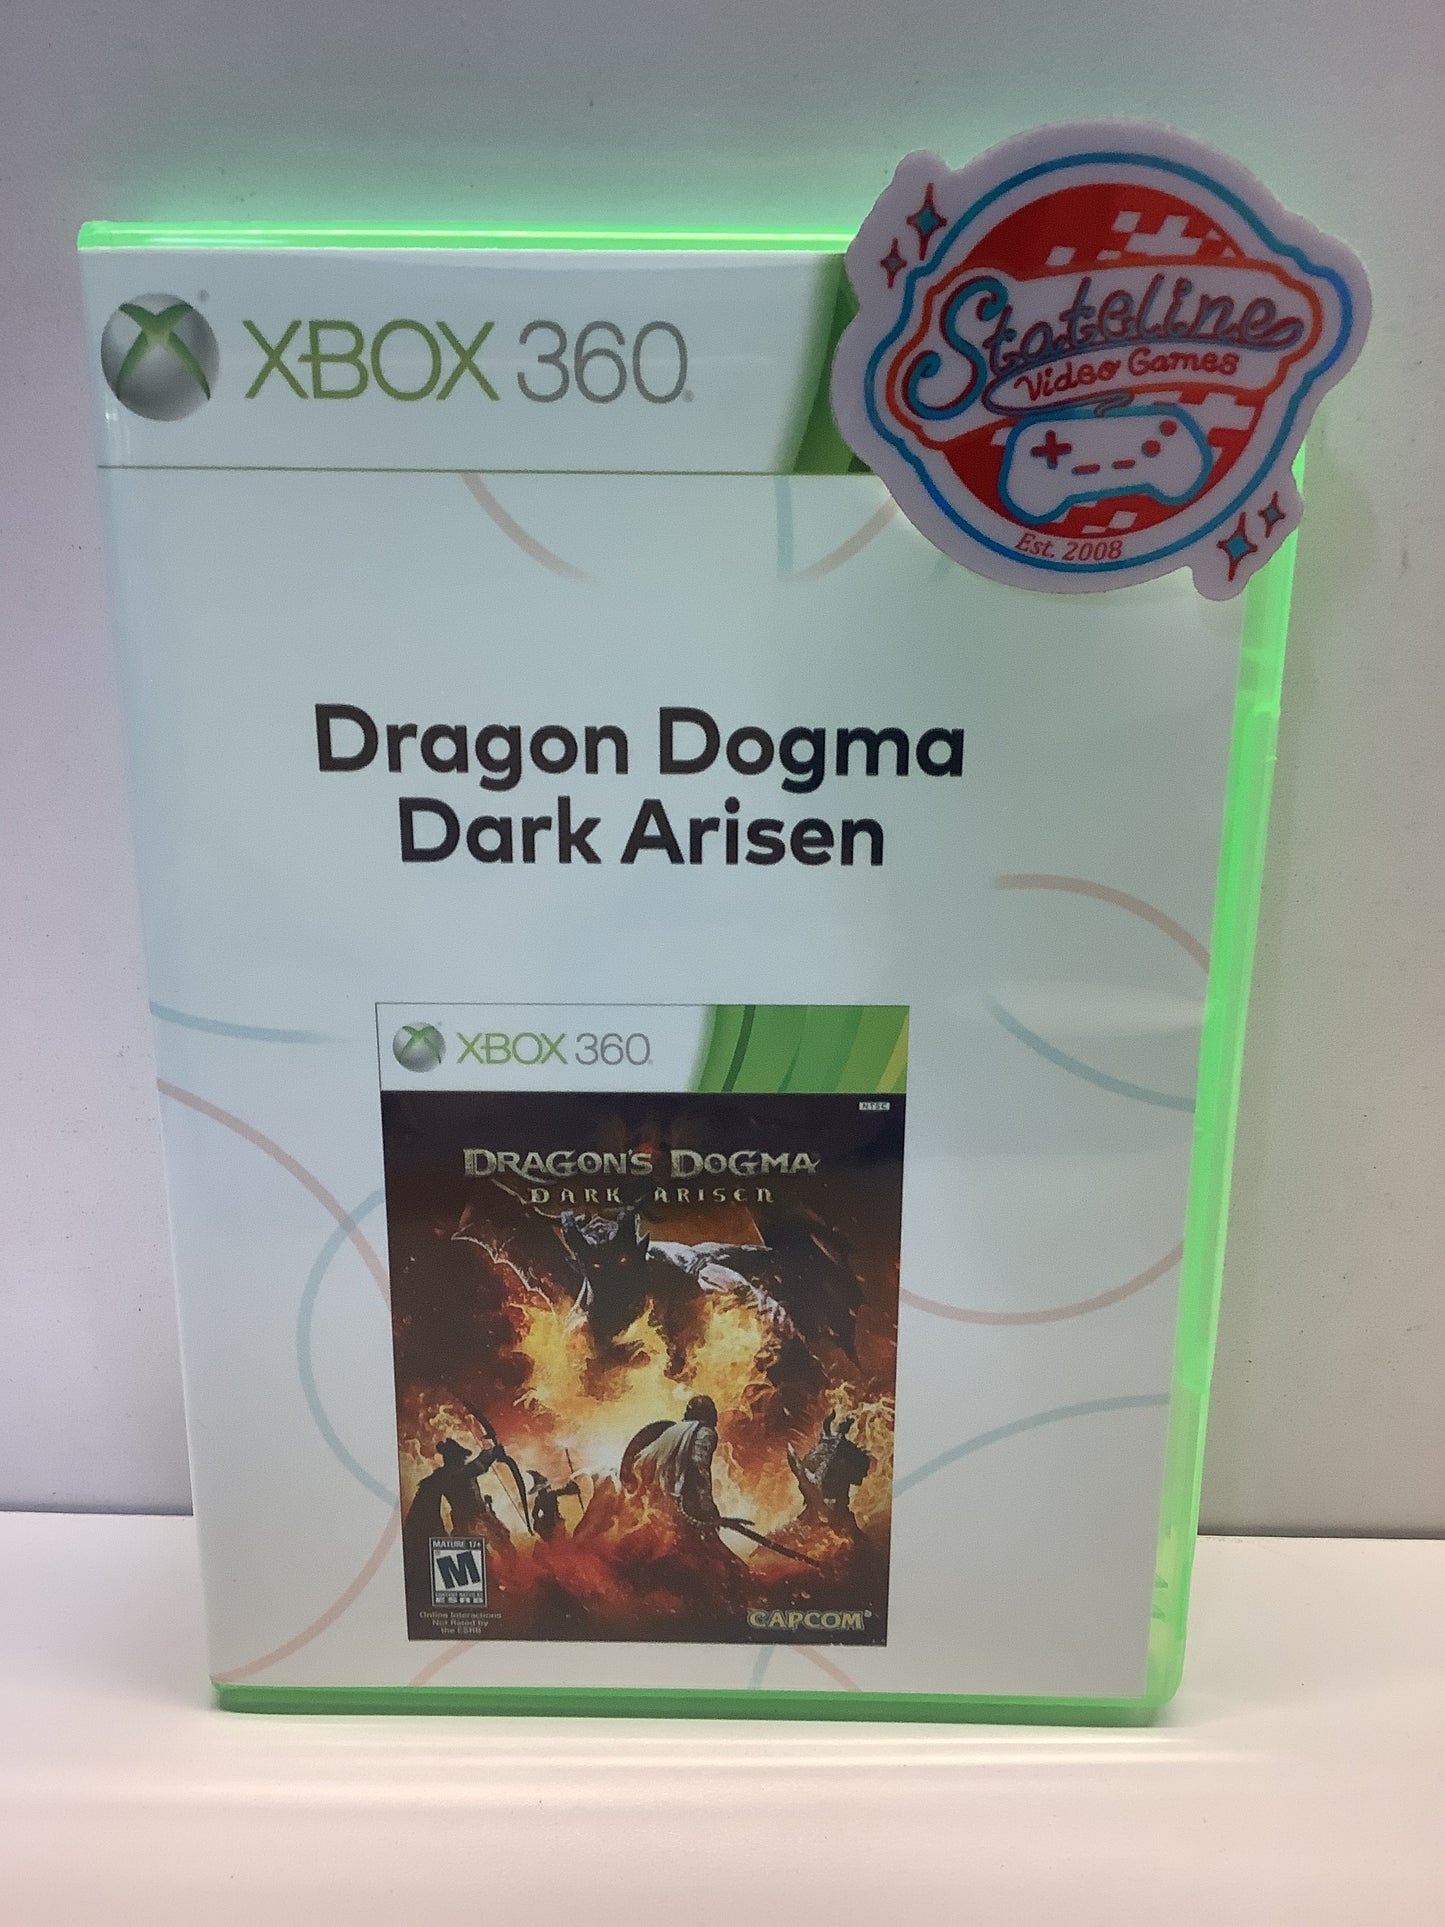 XBOX 360
Stateline
Video Games
Est. 2008
Dragon Dogma
Dark Arisen
XBOX 360
NTSC
DRAGON'S DOGMA
DARK ARISEN
MATURE 17+
M
ESRB
Online Interactions
Not Rated by
the ESRB
CAPCOM